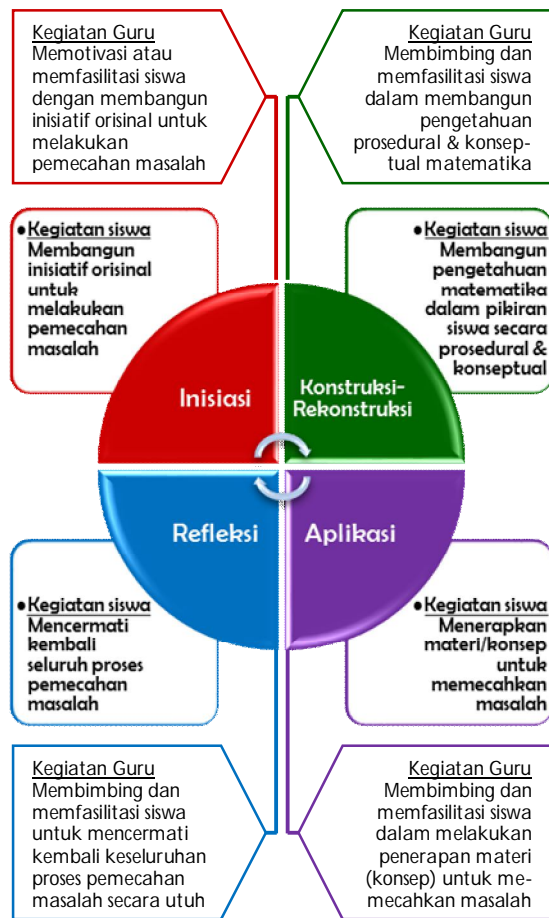 Kegiatan Guru
Memotivasi atau
memfasilitasi siswa
dengan membangun
inisiatif orisinal untuk
melakukan
pemecahan masalah
Kegiatan Guru
Membimbing dan
memfasilitasi siswa
dalam membangun
pengetahuan
prosedural & konsep-
tual matematika
•Kegiatan siswa
Membangun
inisiatif orisinal
untuk
melakukan
pemecahan
masalah
•Kegiatan siswa
Membangun
pengetahuan
matematika
dalam pikiran
siswa secara
prosedural &
konseptual
Inisiasi
Konstruksi-
Rekonstruksi
Refleksi
Aplikasi
•Kegiatan siswa
Mencermati
kembali
seluruh proses
pemecahan
masalah
•Kegiatan siswa
Menerapkan
materi/konsep
untuk
memecahkan
masalah
Kegiatan Guru
Membimbing dan
memfasilitasi siswa
untuk mencermati
kembali keseluruhan
proses pemecahan
masalah secara utuh
Kegiatan Guru
Membimbing dan
memfasilitasi siswa
dalam melakukan
penerapan materi
(konsep) untuk me-
mecahkan masalah